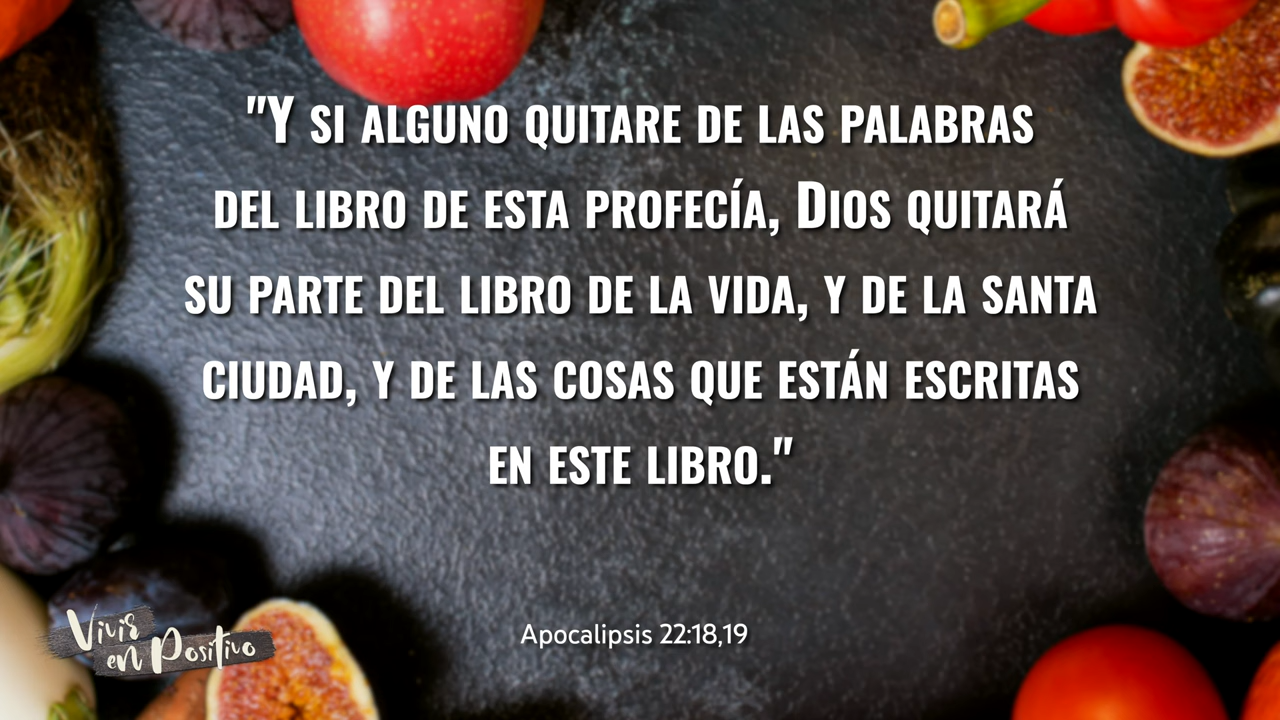 "Y si alguno quitare de las palabras
del libro de esta profecía, Dios quitará
su parte del libro de la vida, y de la santa
ciudad, y de las cosas que están escritas
en este libro."
Apocalipsis 22:18,19
Vivir
en Positivo